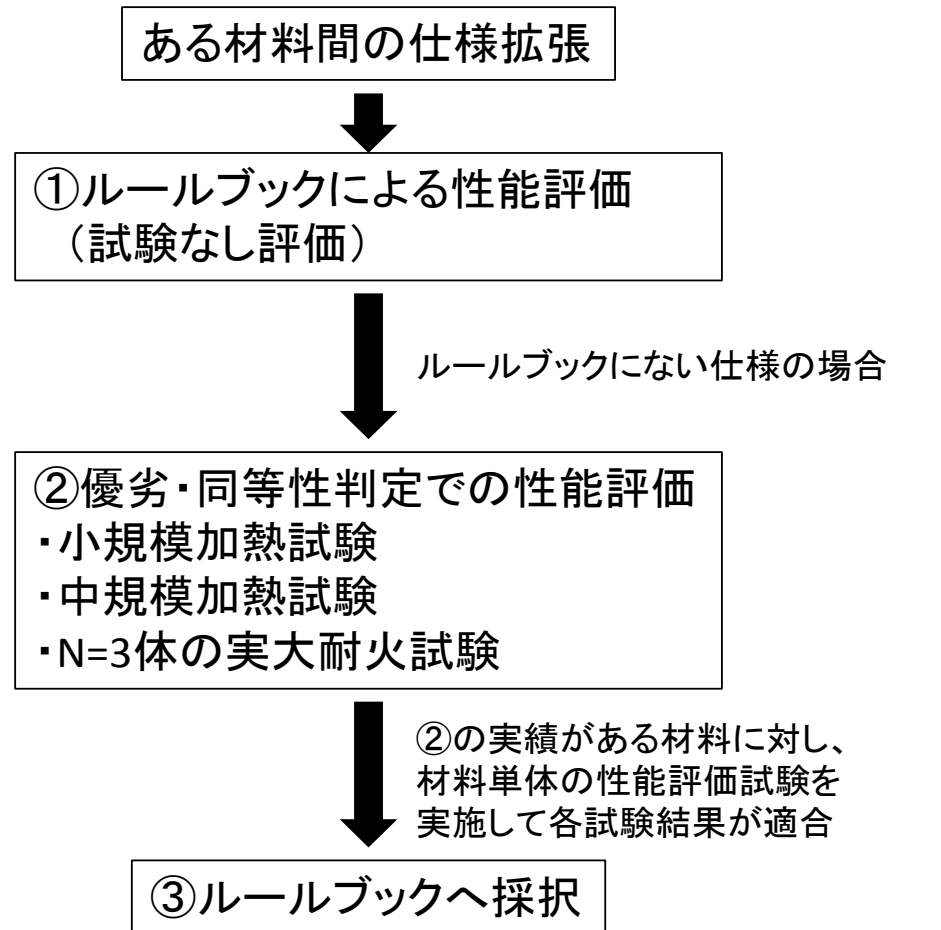 ある材料間の仕様拡張
①ルールブックによる性能評価
（試験なし評価）
ルールブックにない仕様の場合
②優劣・同等性判定での性能評価
・小規模加熱試験
・中規模加熱試験
・N=3体の実大耐火試験
②の実績がある材料に対し、
材料単体の性能評価試験を
実施して各試験結果が適合
③ルールブックへ採択